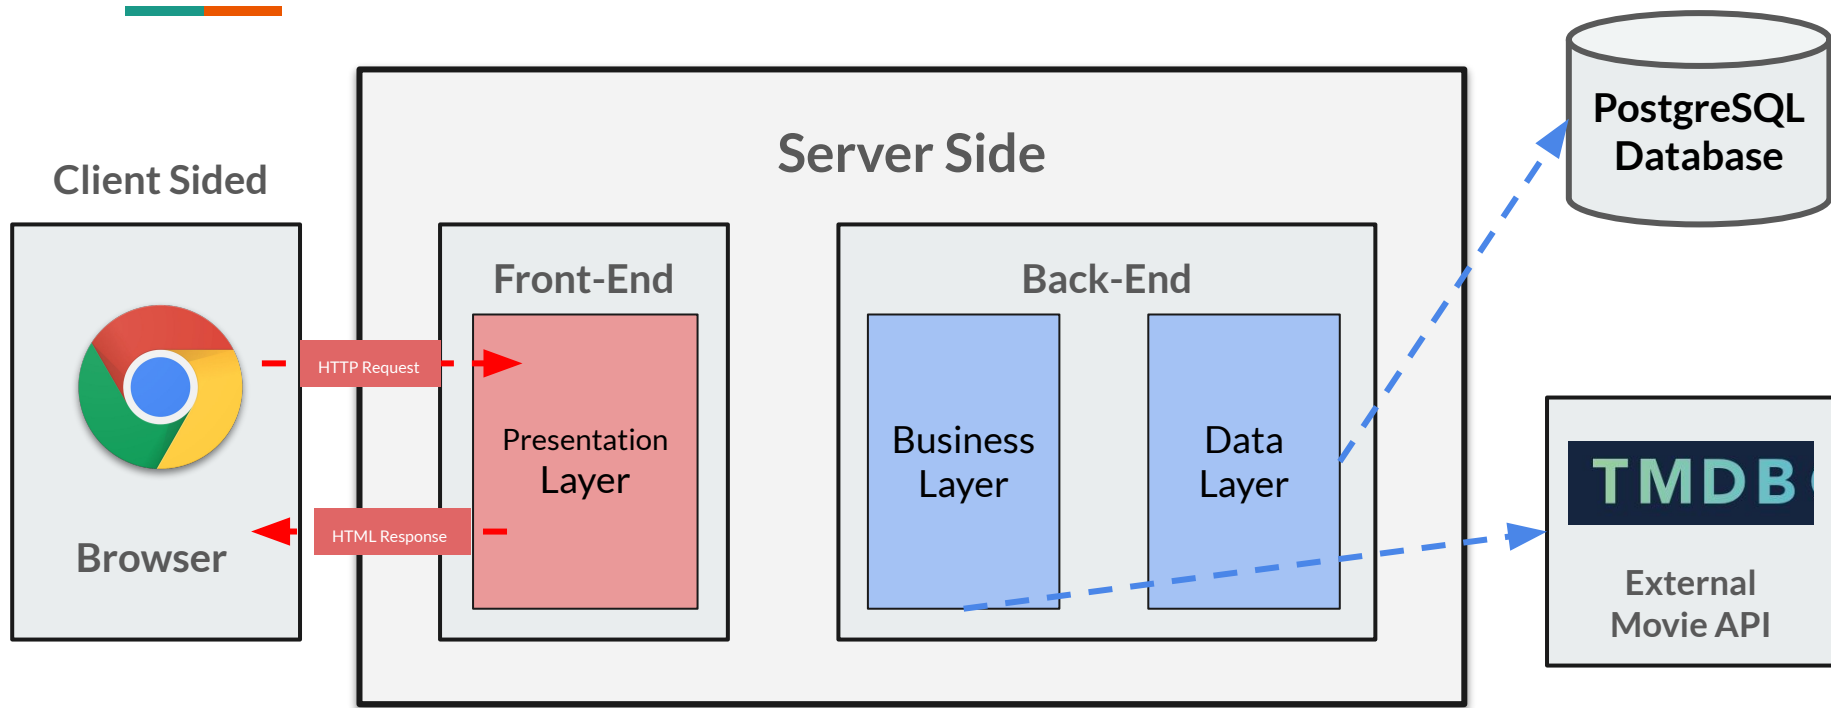 Server Side
Client Sided
Browser
Front-End
HTTP Request
Presentation
Layer
HTML Response
Back-End
Business
Layer
Data
Layer
PostgreSQL
Database
TMDB
External
Movie API